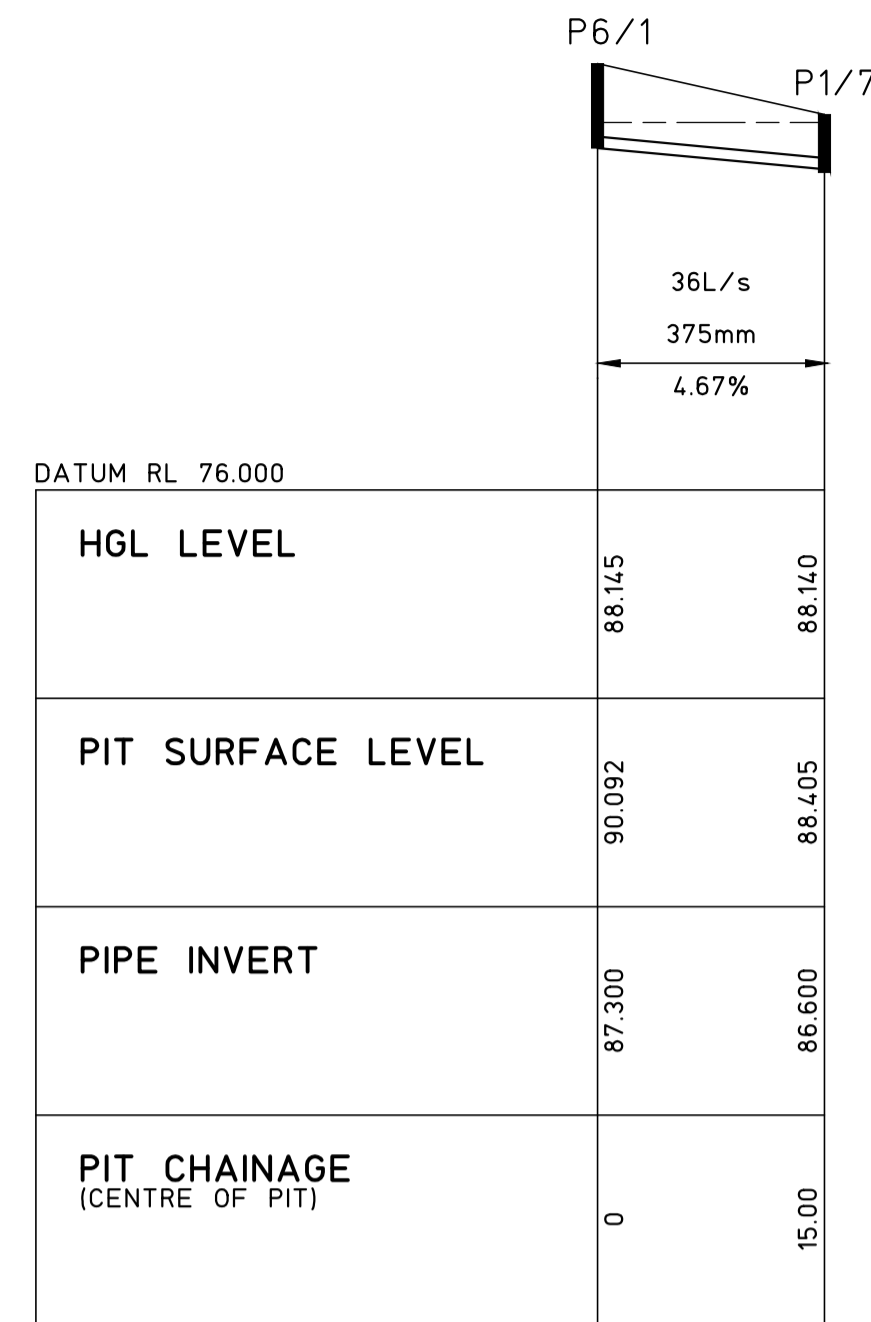 P6/1
P1/7
36L/s
375mm
4.67%
DATUM RL 76.000
HGL LEVEL
88.145
88.140
PIT SURFACE LEVEL
90.092
88.405
PIPE INVERT
87.300
86.600
PIT CHAINAGE
(CENTRE OF PIT)
0
15.00